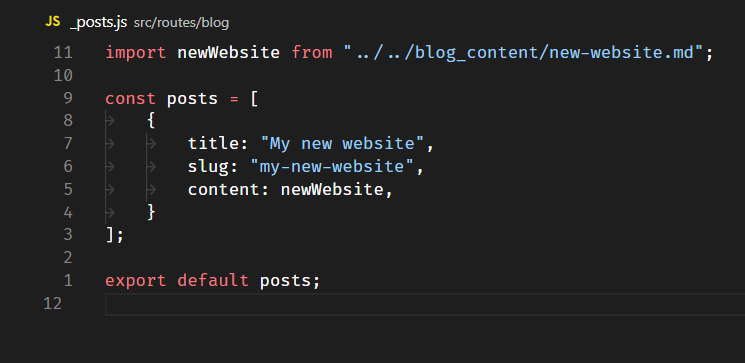 JS _posts.js src/routes/blog
11 import newWebsite from "../../blog_content/new-website.md";
10
9 const posts = [
8 {
7 title: "My new website",
6 slug: "my-new-website",
5 content: newWebsite,
4 }
3 ];
2
1 export default posts;
12